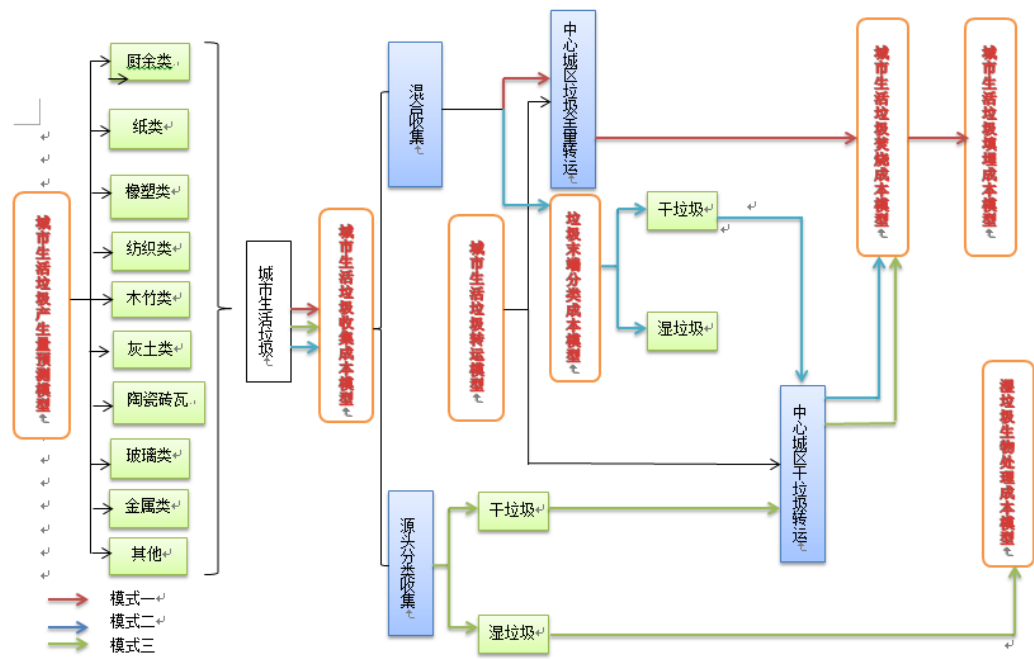 城市生活垃圾产生量预测模型
厨余类
纸类
橡塑类
纺织类
木竹类
灰土类
陶瓷砖瓦
玻璃类
金属类
其他
城市生活垃圾
城市生活垃圾收集成本模型
混合收集
源头分类收集
中心城区垃圾全量转运
城市生活垃圾转运模型
垃圾末端分类成本模型
干垃圾
湿垃圾
干垃圾
湿垃圾
中心城区干垃圾转运
城市生活垃圾焚烧成本模型
城市生活垃圾填埋成本模型
湿垃圾生物处理成本模型
模式一
模式二
模式三